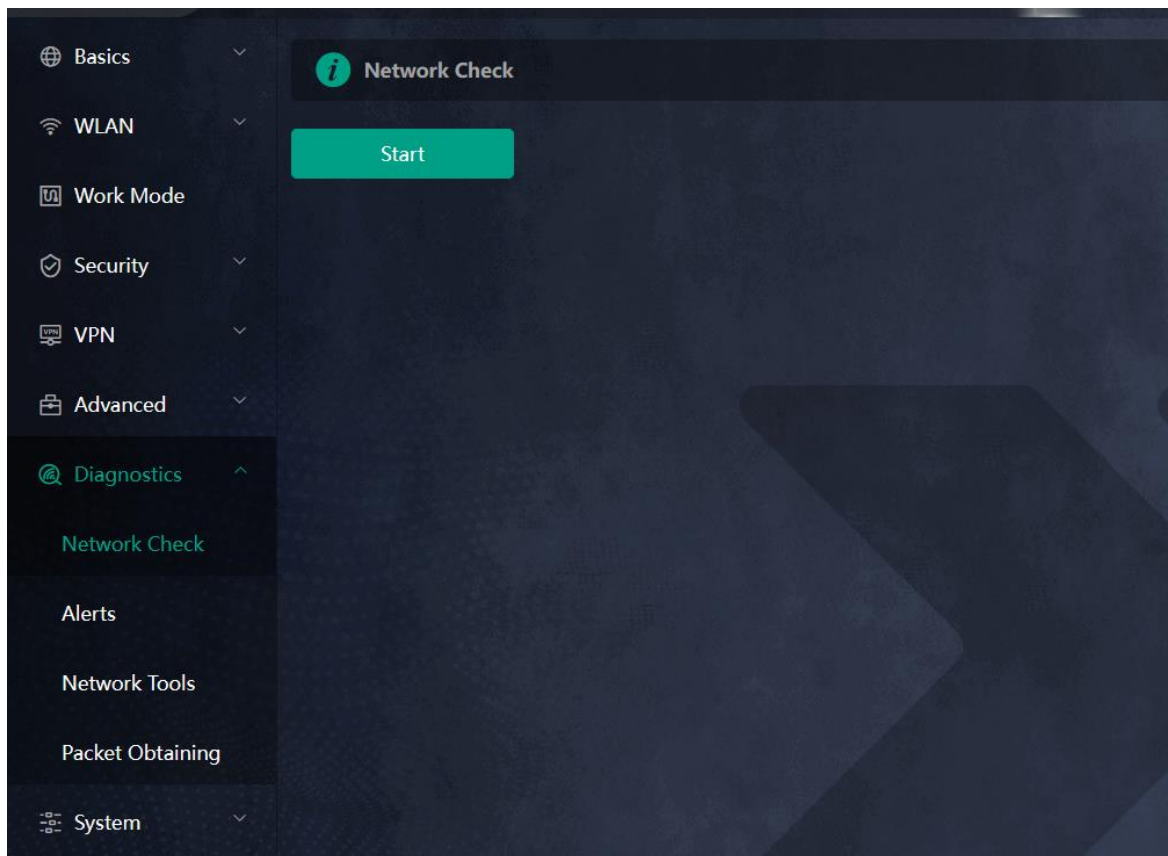 Basics
WLAN
Work Mode
Security
VPN
VPN
Advanced
Diagnostics
Network Check
Alerts
Network Tools
Packet Obtaining
System
i
Network Check
Start